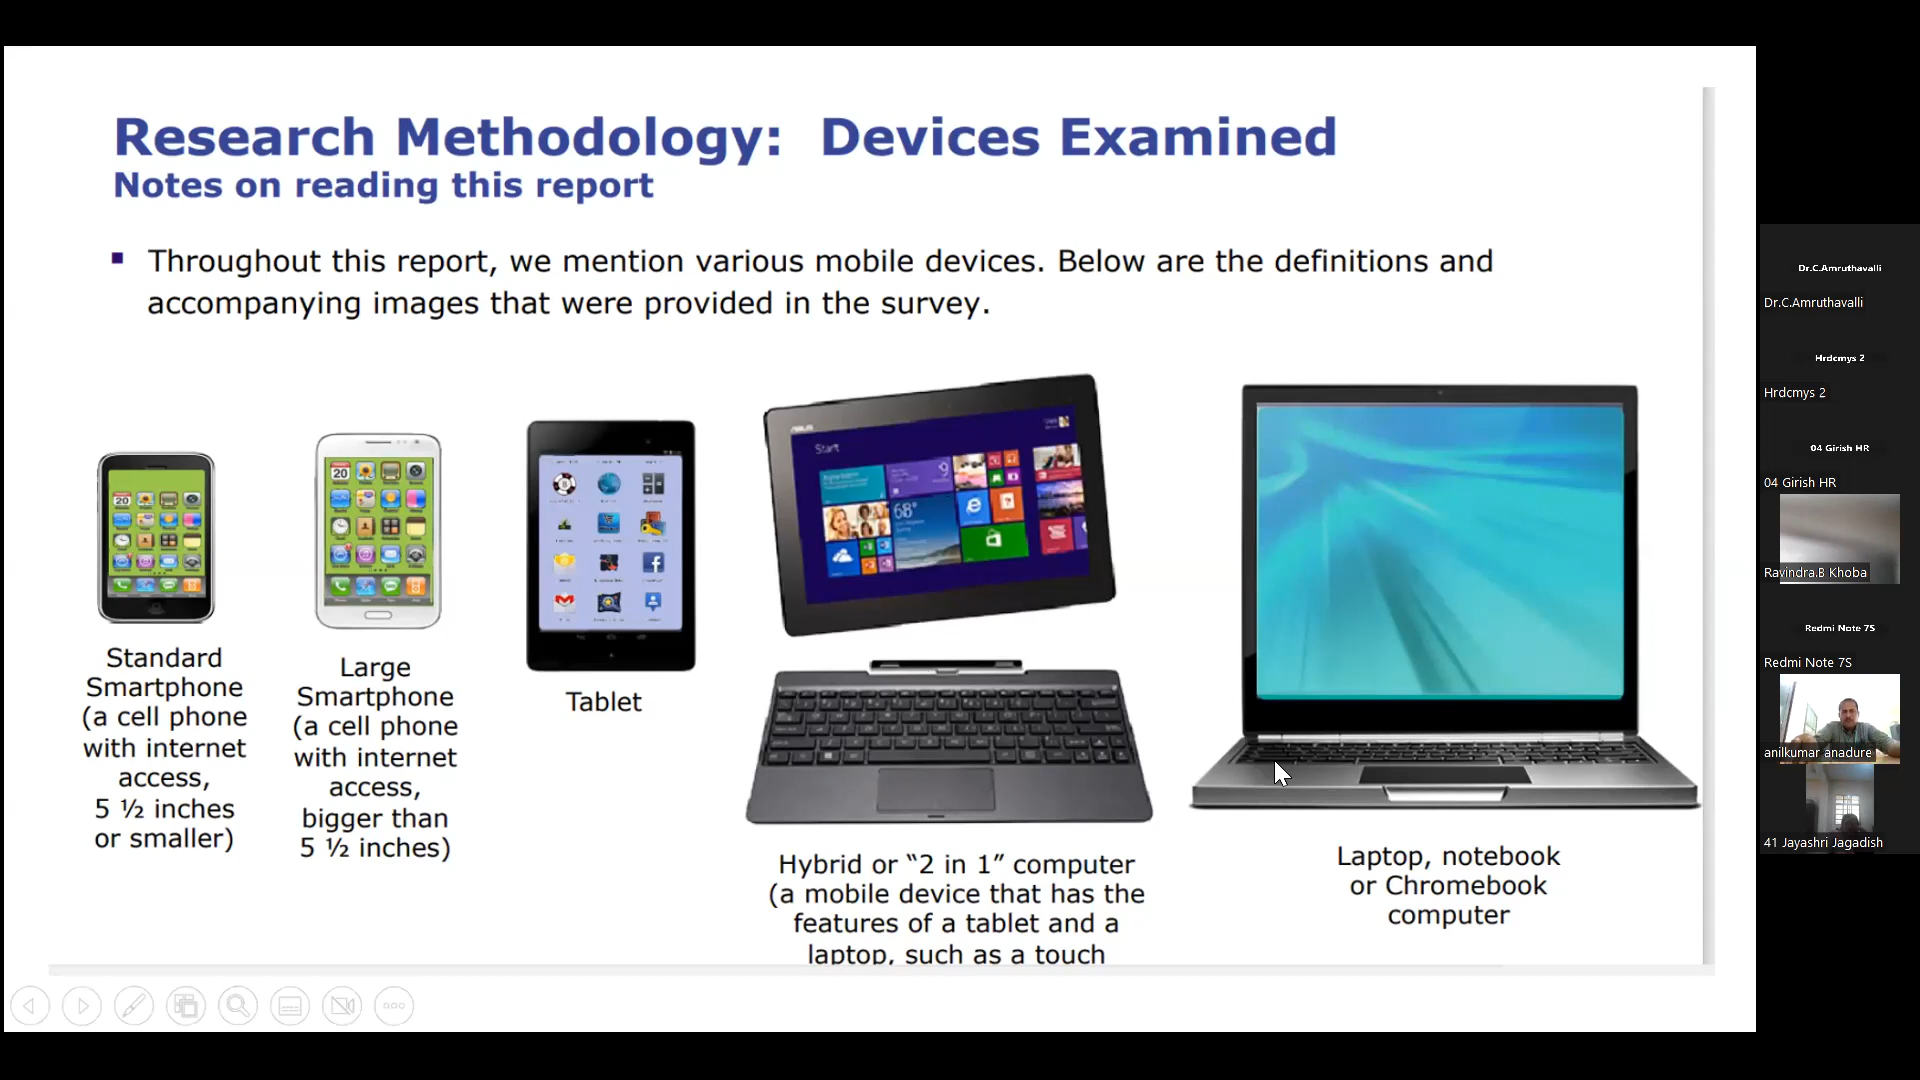 Research Methodology: Devices Examined
Notes on reading this report
Throughout this report, we mention various mobile devices. Below are the definitions and
accompanying images that were provided in the survey.
Standard
Smartphone
(a cell phone
with internet
access,
5 ½ inches
or smaller)
Large
Smartphone
(a cell phone
with internet
access,
bigger than
5 ½ inches)
Tablet
ASUS
Start
68°
20
20
Hybrid or “2 in 1” computer
(a mobile device that has the
features of a tablet and a
laptop, such as a touch
Laptop, notebook
or Chromebook
computer
Dr.C.Amruthavalli
Dr.C.Amruthavalli
Hrdcmys 2
Hrdcmys 2
04 Girish HR
04 Girish HR
Ravindra.B Khoba
Redmi Note 7S
Redmi Note 7S
anilkumar anadure
41 Jayashri Jagadish